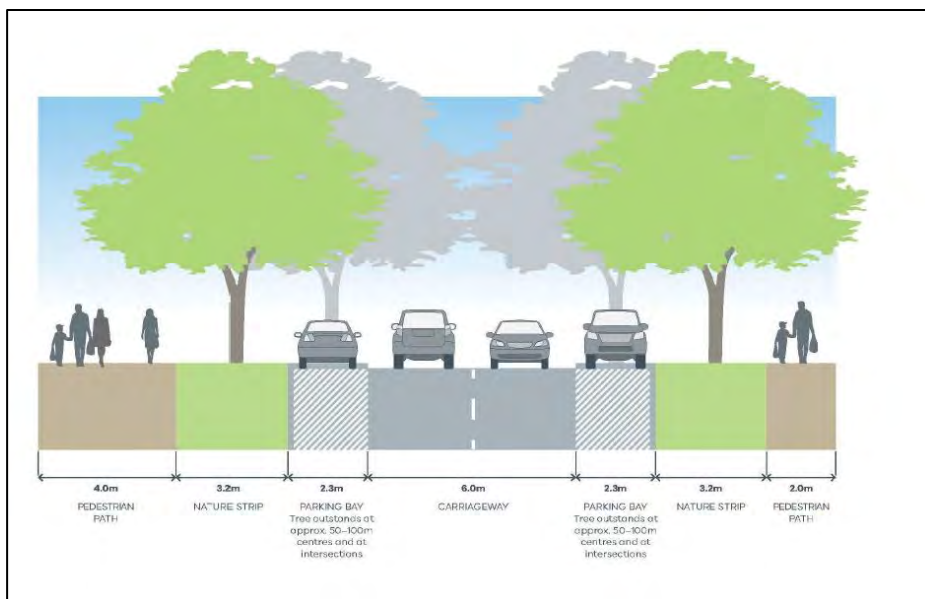 4.0m
PEDESTRIAN
PATH
3.2m
NATURE STRIP
2.3m
PARKING BAY
Tree outstands at
approx. 50–100m
centres and at
intersections
6.0m
CARRIAGEWAY
2.3m
PARKING BAY
Tree outstands at
approx. 50–100m
centres and at
intersections
3.2m
NATURE STRIP
2.0m
PEDESTRIAN
PATH